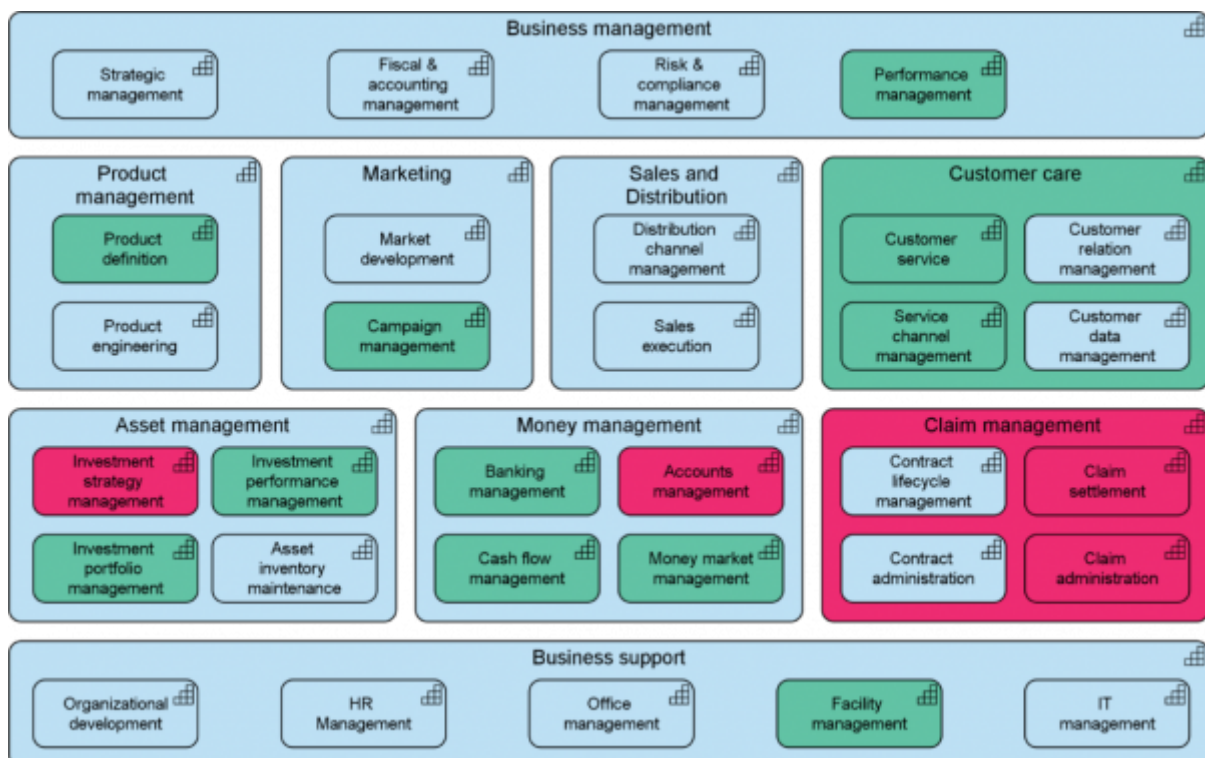 Business management
Strategic
management
Fiscal &
accounting
management
Risk &
compliance
management
Performance
management
Product
management
Product
definition
Product
engineering
Marketing
Market
development
Campaign
management
Sales and
Distribution
Distribution
channel
management
Sales
execution
Customer care
Customer
service
Customer
relation
management
Service
channel
management
Customer
data
management
Asset management
Investment
strategy
management
Investment
performance
management
Investment
portfolio
management
Asset
inventory
maintenance
Money management
Banking
management
Accounts
management
Cash flow
management
Money market
management
Claim management
Contract
lifecycle
management
Claim
settlement
Contract
administration
Claim
administration
Business support
Organizational
development
HR
Management
Office
management
Facility
management
IT
management